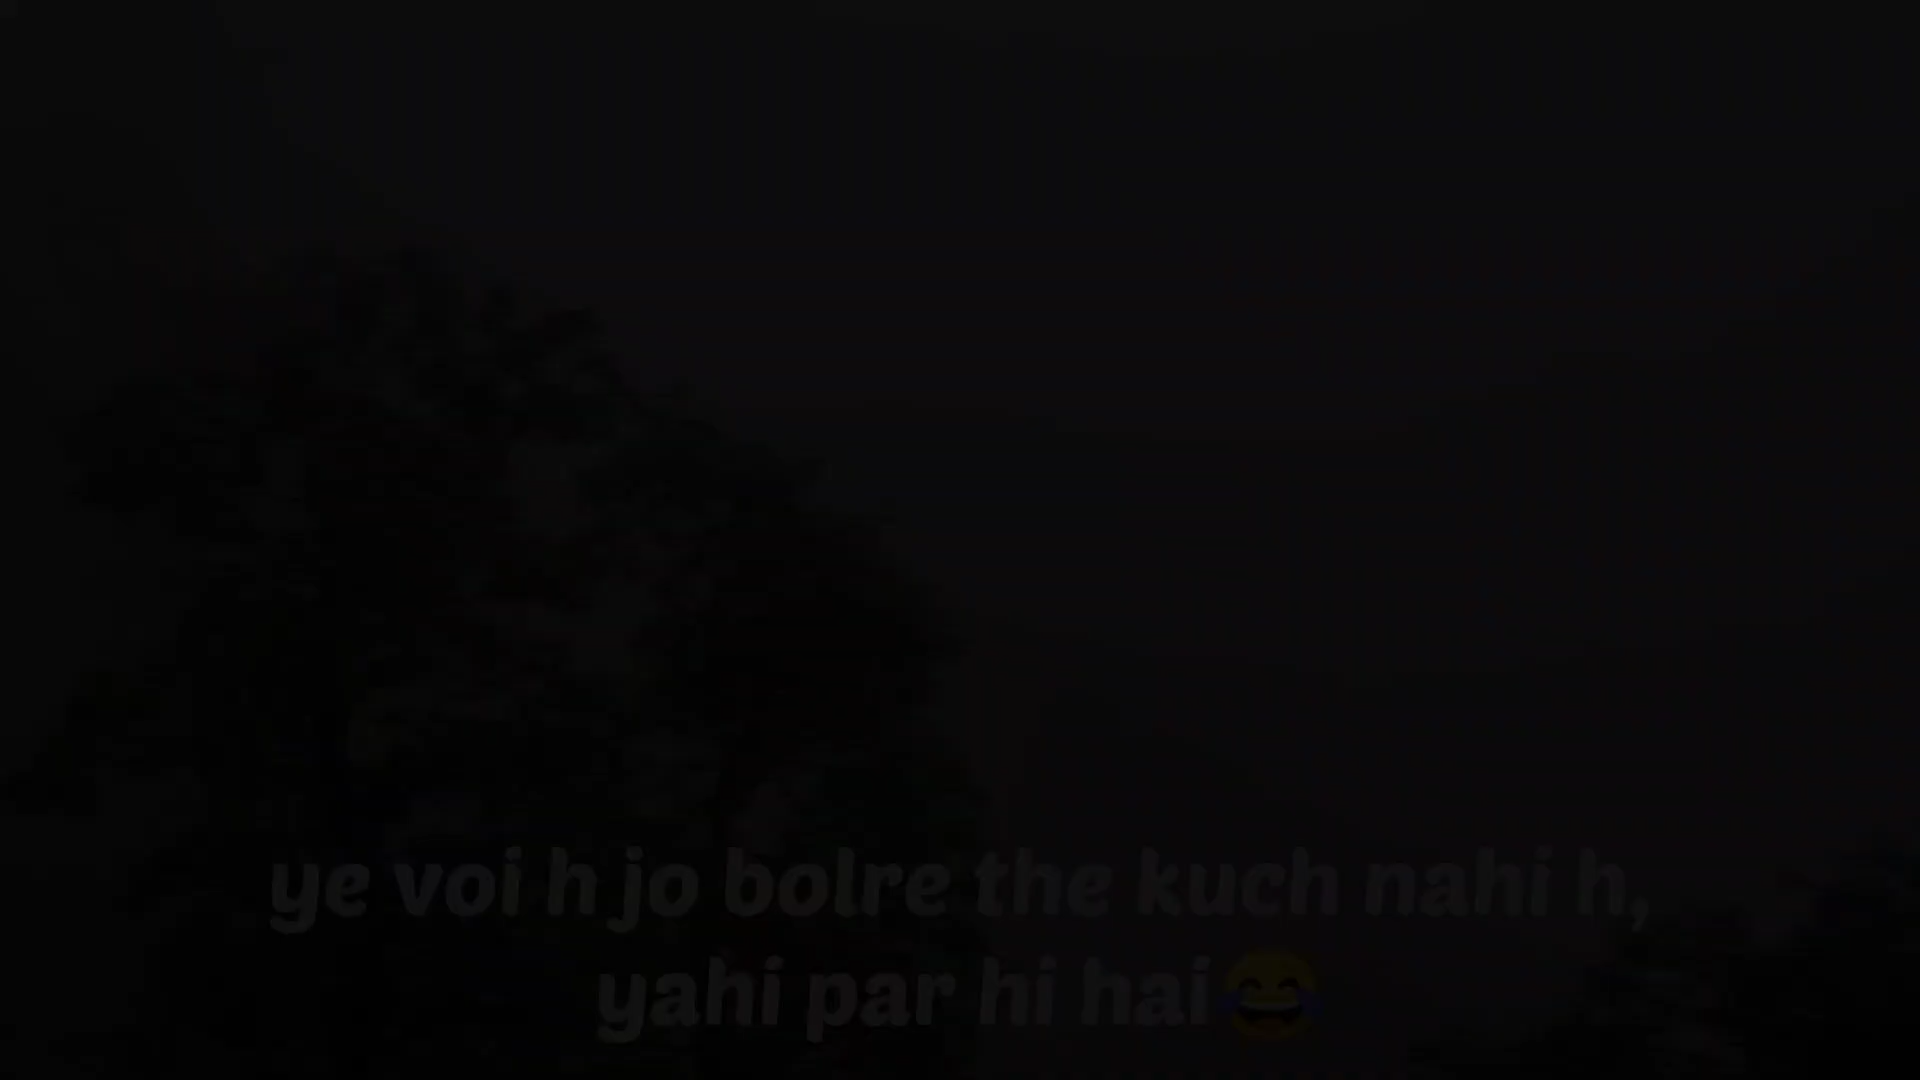 ye voi h jo bolre the kuch nahi h,
yahi par hi hai😂